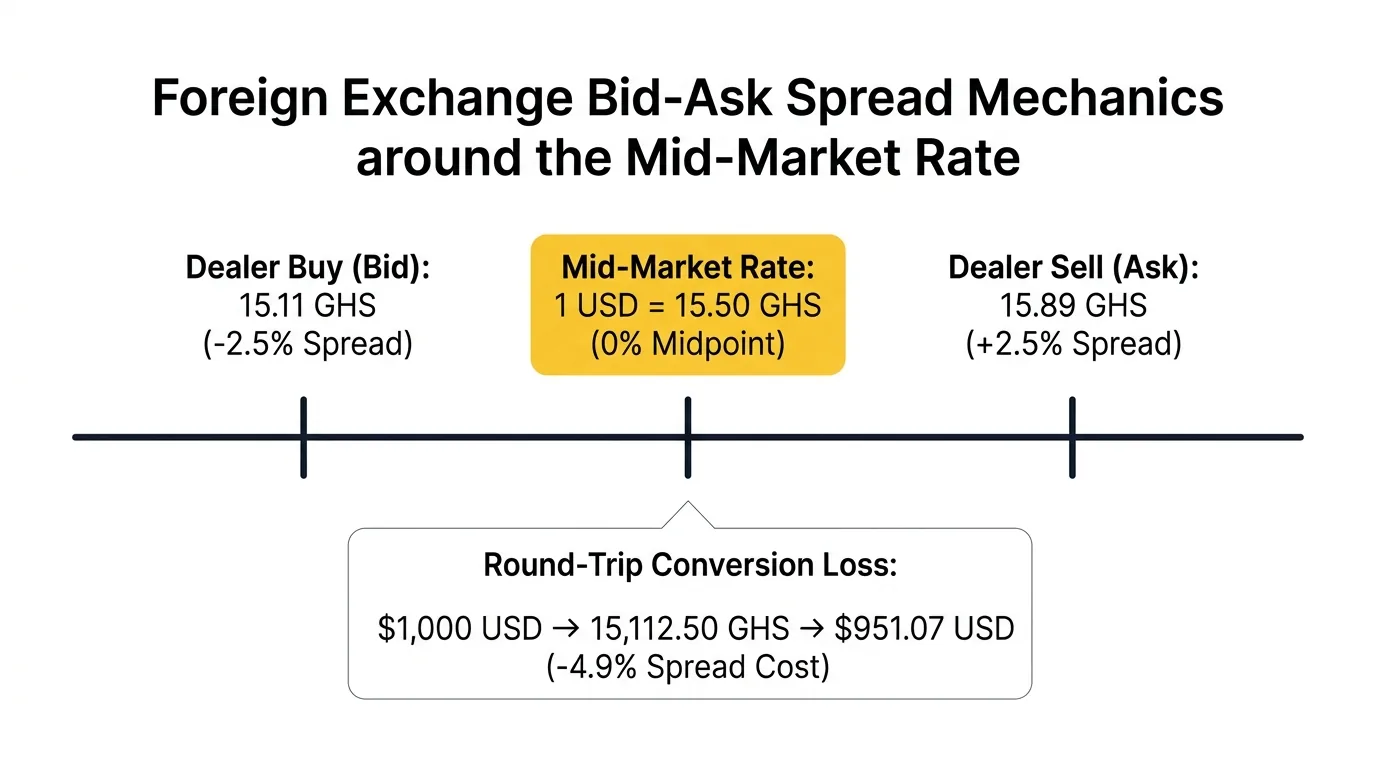 Foreign Exchange Bid-Ask Spread Mechanics
around the Mid-Market Rate
Dealer Buy (Bid):
15.11 GHS
(-2.5% Spread)
Mid-Market Rate:
1 USD = 15.50 GHS
(0% Midpoint)
Dealer Sell (Ask):
15.89 GHS
(+2.5% Spread)
Round-Trip Conversion Loss:
$1,000 USD → 15,112.50 GHS → $951.07 USD
(-4.9% Spread Cost)